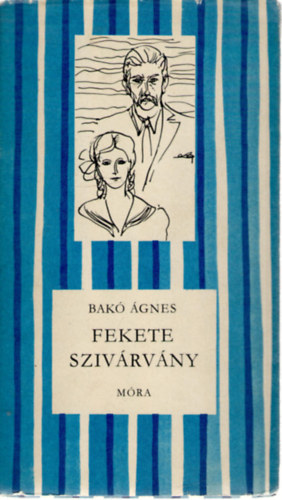 BAKÓ ÁGNES
FEKETE
SZIVÁRVÁNY
MÓRA